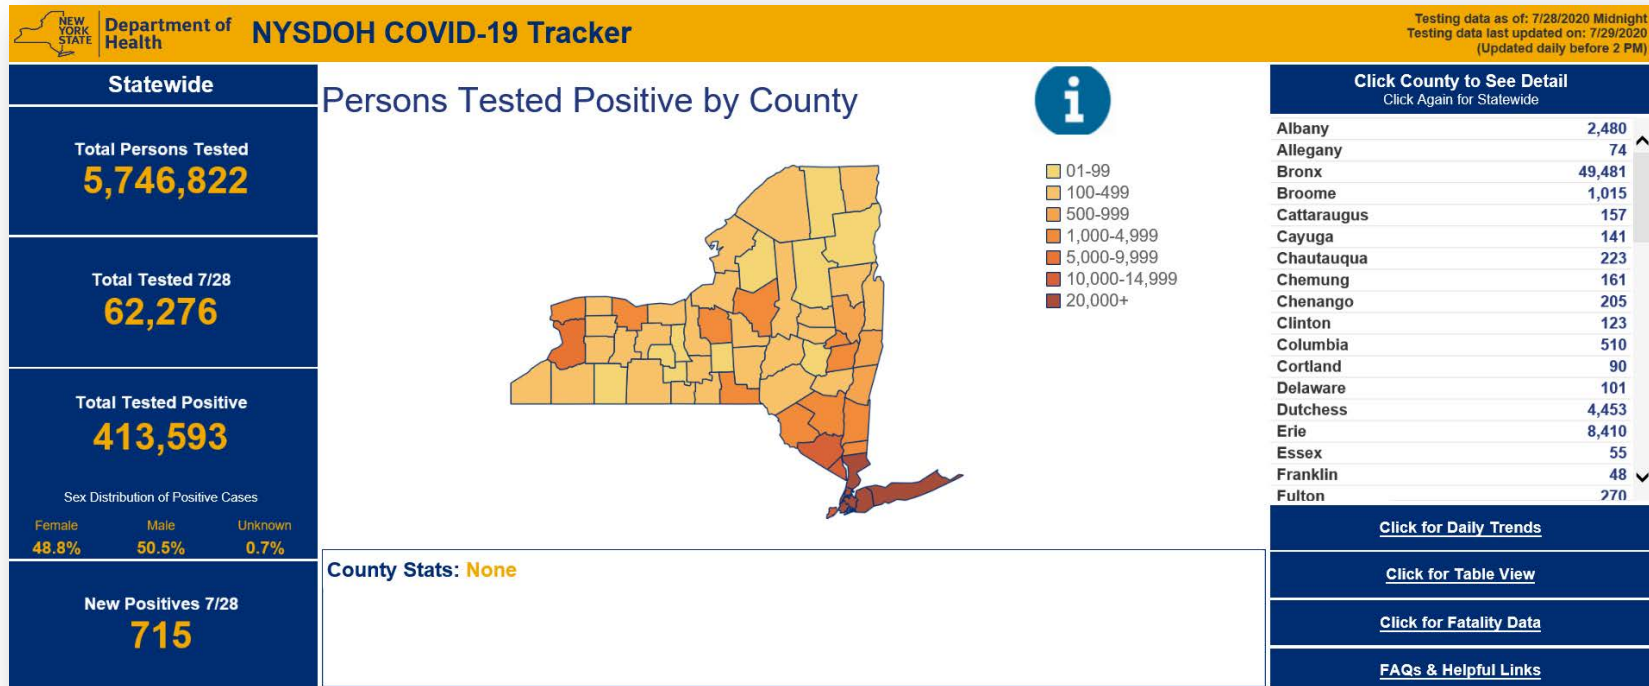 NEW
YORK
STATE
Department of
Health
NYSDOH COVID-19 Tracker
Testing data as of: 7/28/2020 Midnight
Testing data last updated on: 7/29/2020
(Updated daily before 2 PM)
Statewide
Total Persons Tested
5,746,822
Total Tested 7/28
62,276
Total Tested Positive
413,593
Sex Distribution of Positive Cases
Female Male Unknown
48.8% 50.5% 0.7%
New Positives 7/28
715
Persons Tested Positive by County
i
01-99
100-499
500-999
1,000-4,999
5,000-9,999
10,000-14,999
20,000+
County Stats: None
Click County to See Detail
Click Again for Statewide
Albany 2,480
Allegany 74
Bronx 49,481
Broome 1,015
Cattaraugus 157
Cayuga 141
Chautauqua 223
Chemung 161
Chenango 205
Clinton 123
Columbia 510
Cortland 90
Delaware 101
Dutchess 4,453
Erie 8,410
Essex 55
Franklin 48
Fulton 270
Click for Daily Trends
Click for Table View
Click for Fatality Data
FAQs & Helpful Links